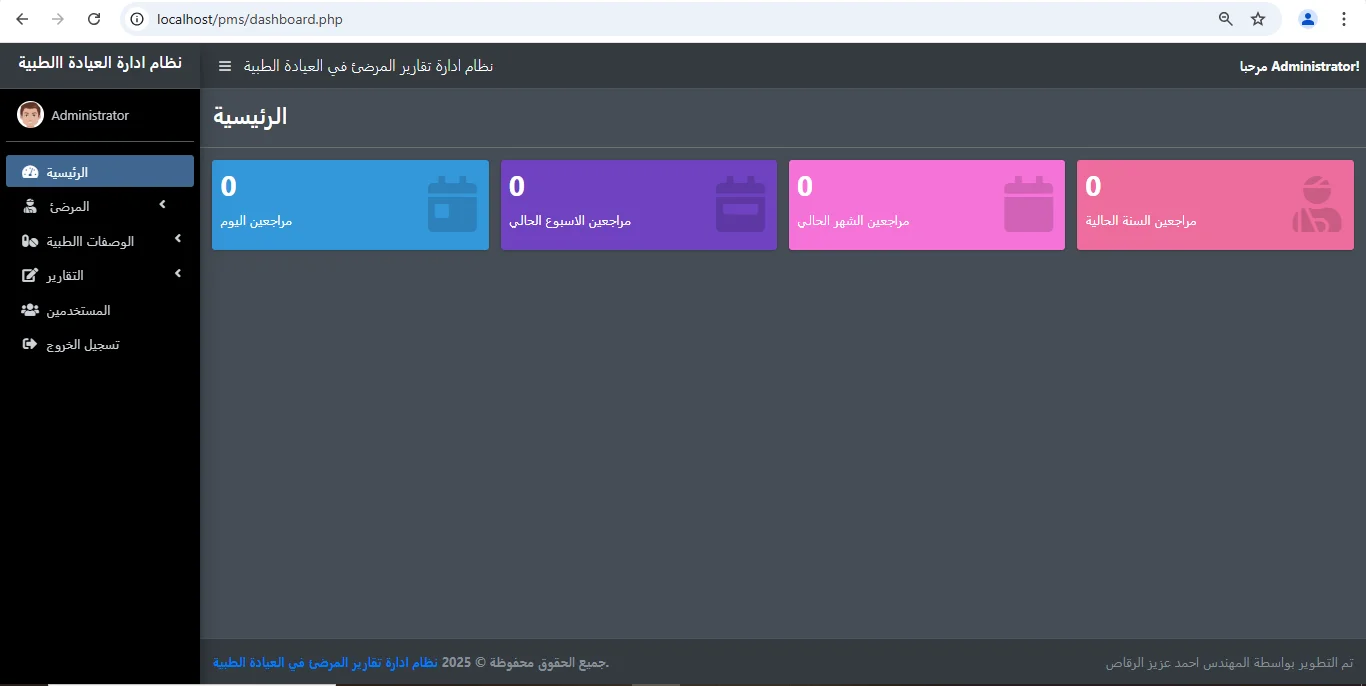 localhost/pms/dashboard.php
نظام ادارة العيادة االطبية
نظام ادارة تقارير المرضئ في العيادة الطبية
مرحبا Administrator!
Administrator
الرئيسية
المرضئ
الوصفات االطبية
التقارير
المستخدمين
تسجيل الخروج
الرئيسية
0
مراجعين اليوم
0
مراجعين الاسبوع الحالي
0
مراجعين الشهر الحالي
0
مراجعين السنة الحالية
جميع الحقوق محفوظة © 2025 نظام ادارة تقارير المرضئ في العيادة الطبية.
تم التطوير بواسطة المهندس احمد عزيز الرقاص